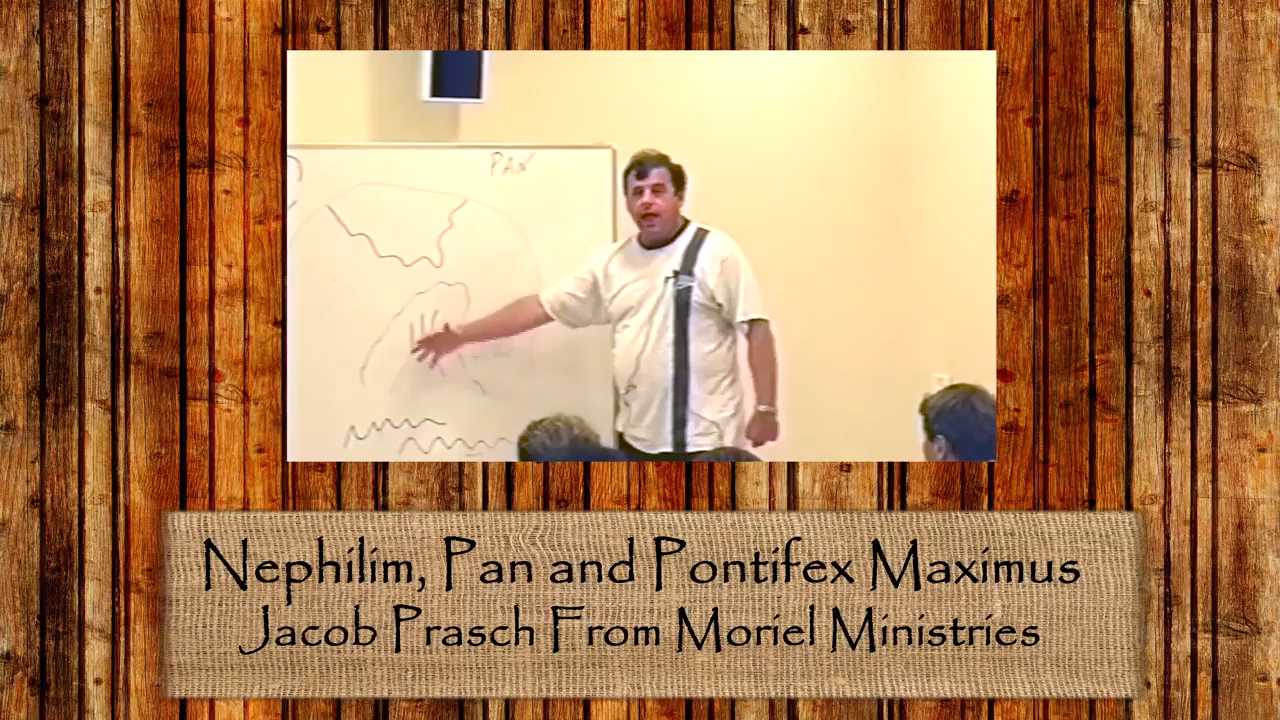 PAN
Nephilim, Pan and Pontifex Maximus
Jacob Prasch From Moriel Ministries